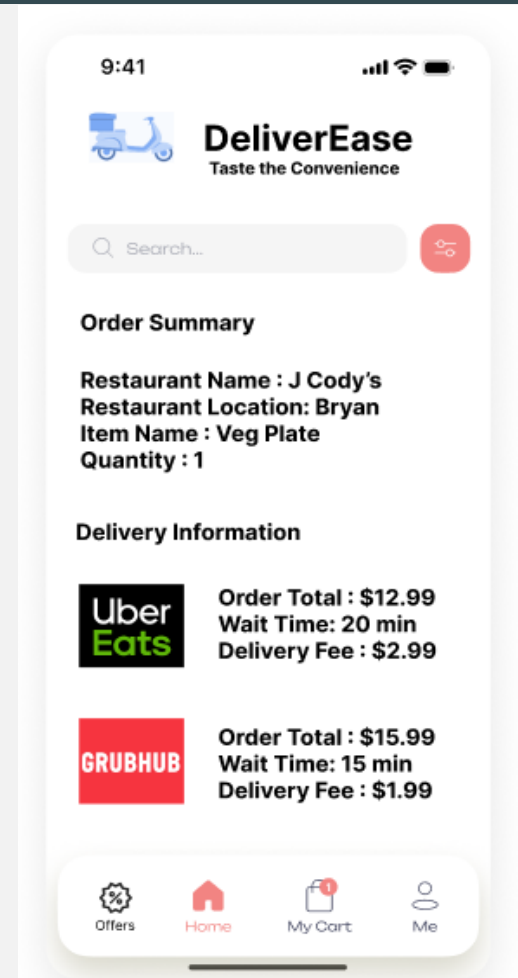 9:41
DeliverEase
Taste the Convenience
Search...
Order Summary
Restaurant Name : J Cody’s
Restaurant Location: Bryan
Item Name : Veg Plate
Quantity : 1
Delivery Information
Uber
Eats
Order Total : $12.99
Wait Time: 20 min
Delivery Fee : $2.99
GRUBHUB
Order Total : $15.99
Wait Time: 15 min
Delivery Fee : $1.99
%
1
Offers
Home
My Cart
Me